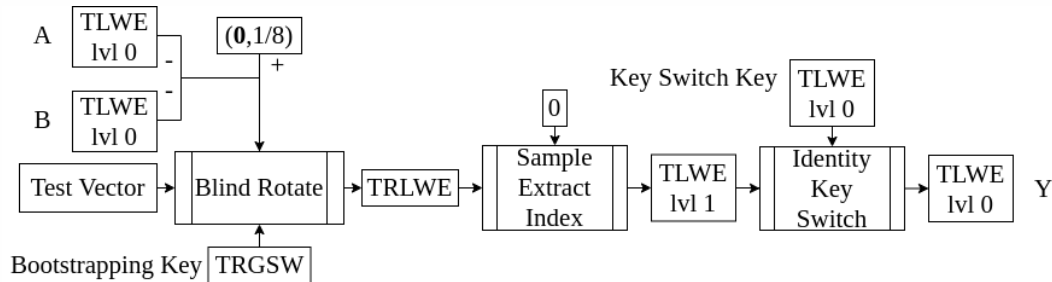 A
TLWE
lvl 0
(0,1/8)
-
+
-
B
TLWE
lvl 0
Key Switch Key
TLWE
lvl 0
0
Test Vector
Blind Rotate
TRLWE
Sample
Extract
Index
TLWE
lvl 1
Identity
Key
Switch
TLWE
lvl 0
Y
Bootstrapping Key
TRGSW